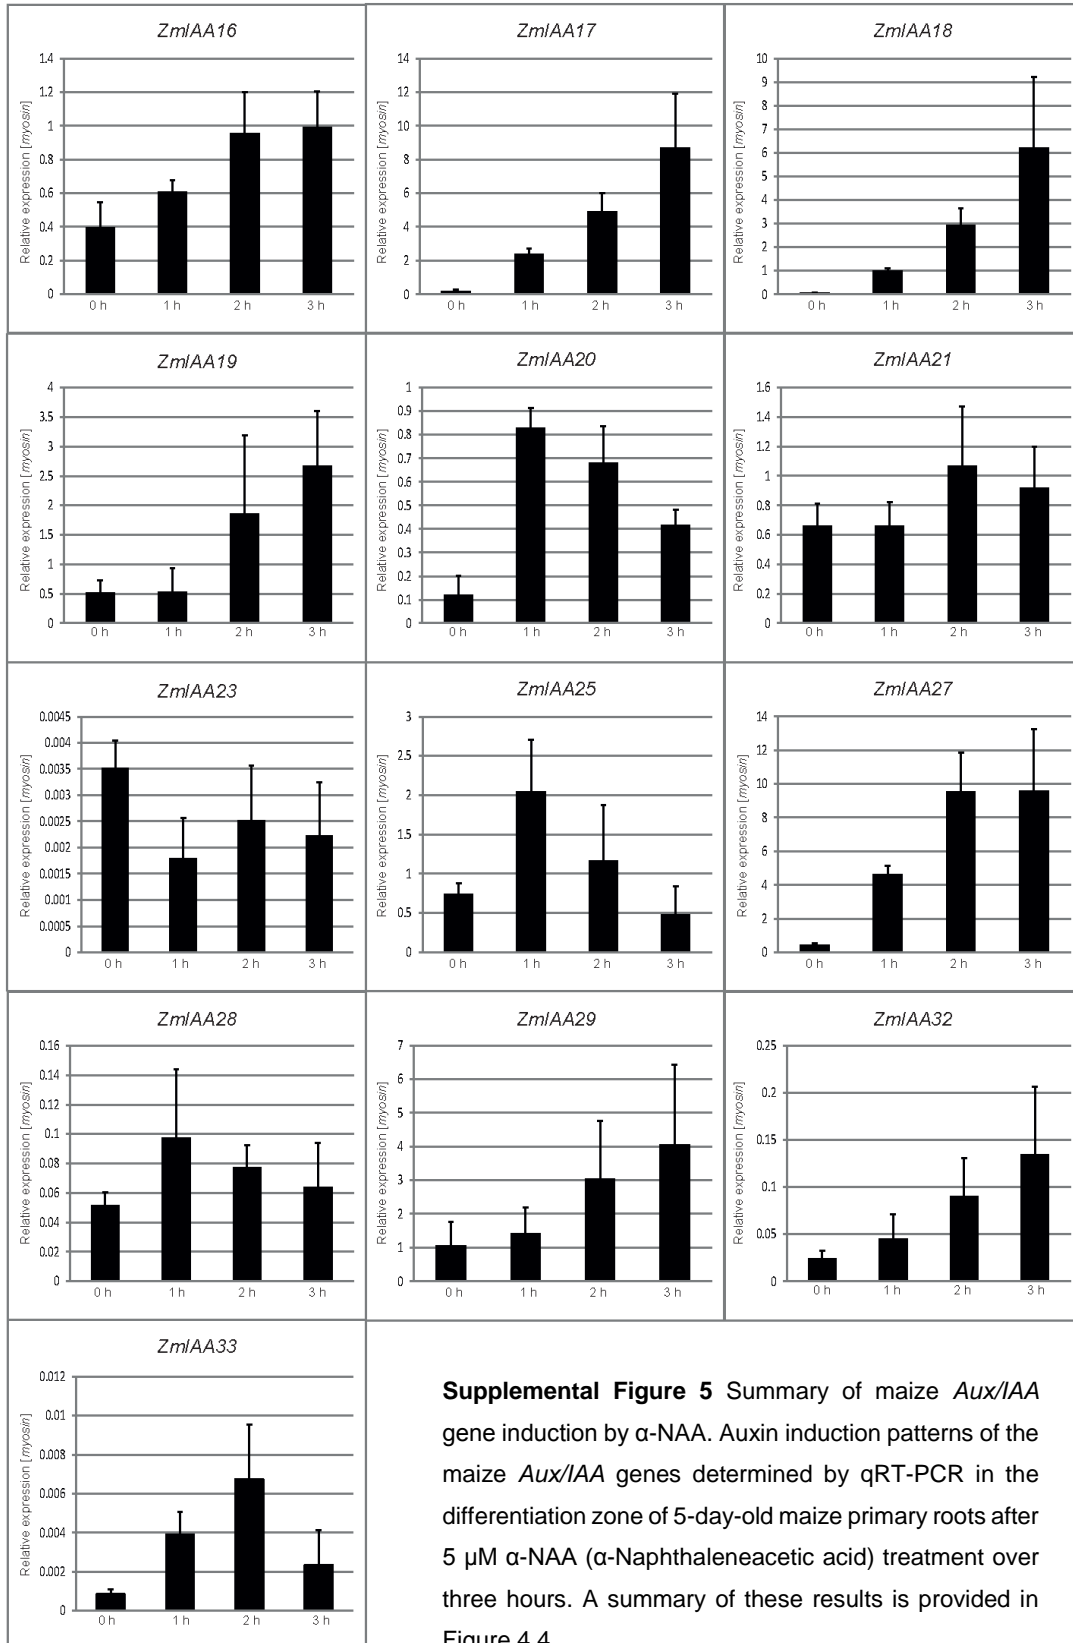 ZmIAA16
Relative expression [myosin]
1.4
1.2
1
0.8
0.6
0.4
0.2
0
0 h 1 h 2 h 3 h
ZmIAA17
Relative expression [myosin]
14
12
10
8
6
4
2
0
0 h 1 h 2 h 3 h
ZmIAA18
Relative expression [myosin]
10
9
8
7
6
5
4
3
2
1
0
0 h 1 h 2 h 3 h
ZmIAA19
Relative expression [myosin]
4
3.5
3
2.5
2
1.5
1
0.5
0
0 h 1 h 2 h 3 h
ZmIAA20
Relative expression [myosin]
1
0.9
0.8
0.7
0.6
0.5
0.4
0.3
0.2
0.1
0
0 h 1 h 2 h 3 h
ZmIAA21
Relative expression [myosin]
1.6
1.4
1.2
1
0.8
0.6
0.4
0.2
0
0 h 1 h 2 h 3 h
ZmIAA23
Relative expression [myosin]
0.0045
0.004
0.0035
0.003
0.0025
0.002
0.0015
0.001
0.0005
0
0 h 1 h 2 h 3 h
ZmIAA25
Relative expression [myosin]
3
2.5
2
1.5
1
0.5
0
0 h 1 h 2 h 3 h
ZmIAA27
Relative expression [myosin]
14
12
10
8
6
4
2
0
0 h 1 h 2 h 3 h
ZmIAA28
Relative expression [myosin]
0.16
0.14
0.12
0.1
0.08
0.06
0.04
0.02
0
0 h 1 h 2 h 3 h
ZmIAA29
Relative expression [myosin]
7
6
5
4
3
2
1
0
0 h 1 h 2 h 3 h
ZmIAA32
Relative expression [myosin]
0.25
0.2
0.15
0.1
0.05
0
0 h 1 h 2 h 3 h
ZmIAA33
Relative expression [myosin]
0.012
0.01
0.008
0.006
0.004
0.002
0
0 h 1 h 2 h 3 h
Supplemental Figure 5 Summary of maize Aux/IAA
gene induction by α-NAA. Auxin induction patterns of the
maize Aux/IAA genes determined by qRT-PCR in the
differentiation zone of 5-day-old maize primary roots after
5 µM α-NAA (α-Naphthaleneacetic acid) treatment over
three hours. A summary of these results is provided in
Figure 4.4